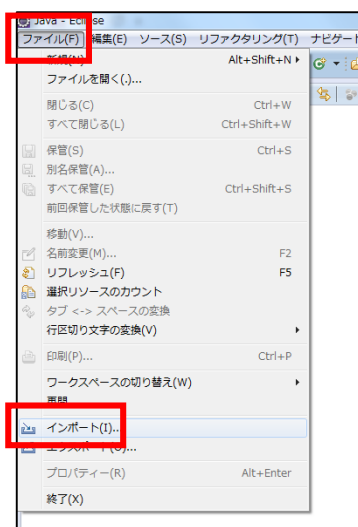 Java - Eclipse
ファイル(F) 編集(E) ソース(S) リファクタリング(T) ナビゲート
新規(N) Alt+Shift+N
ファイルを開く(.)...
閉じる(C) Ctrl+W
すべて閉じる(L) Ctrl+Shift+W
保管(S) Ctrl+S
別名保管(A)...
すべて保管(E) Ctrl+Shift+S
前回保管した状態に戻す(T)
移動(V)...
名前変更(M)... F2
リフレッシュ(F) F5
選択リソースのカウント
タブ <-> スペースの変換
行区切り文字の変換(V)
印刷(P)... Ctrl+P
ワークスペースの切り替え(W)
再開
インポート(I)...
エクスポート(O)...
プロパティー(R) Alt+Enter
終了(X)